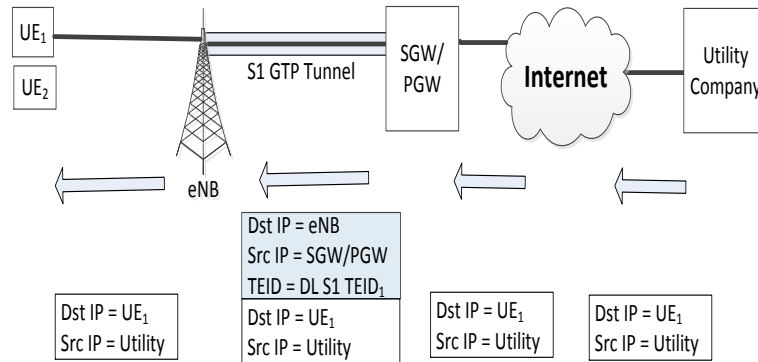 UE₁
UE₂
S1 GTP Tunnel
SGW/
PGW
Internet
Utility
Company
eNB
Dst IP = eNB
Src IP = SGW/PGW
TEID = DL S1 TEID₁
Dst IP = UE₁
Src IP = Utility
Dst IP = UE₁
Src IP = Utility
Dst IP = UE₁
Src IP = Utility
Dst IP = UE₁
Src IP = Utility